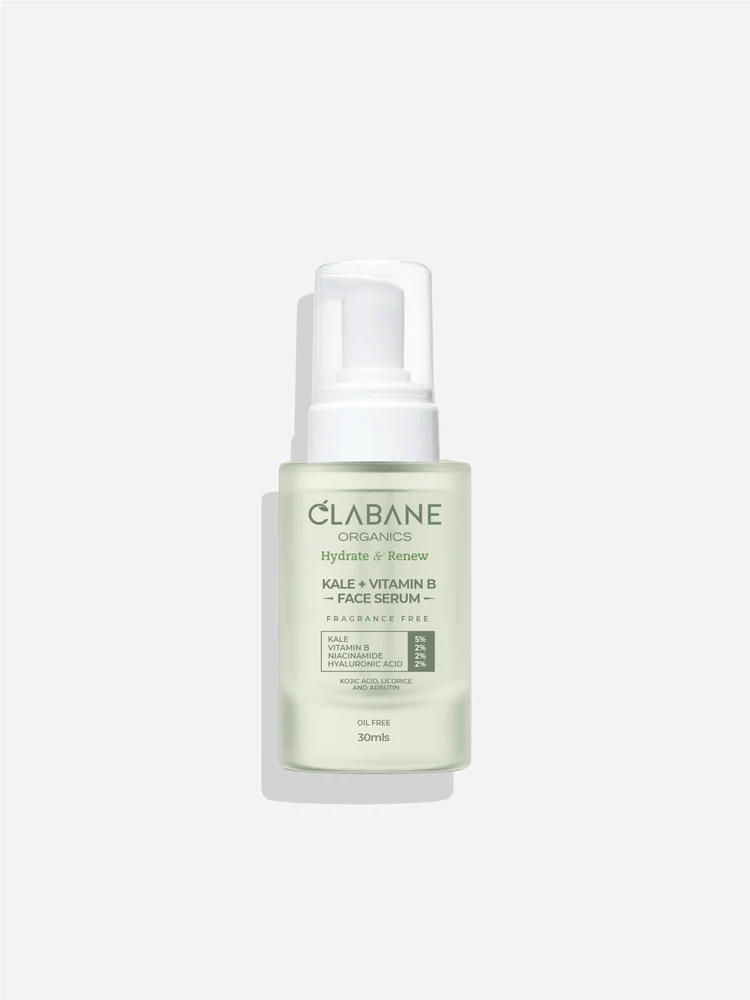 CLABANE
ORGANICS
Hydrate & Renew
KALE + VITAMIN B
FACE SERUM
FRAGRANCE FREE
KALE 5%
VITAMIN B 2%
NIACINAMIDE 2%
HYALURONIC ACID 2%
KOJIC ACID, LICORICE
AND ARBUTIN
OIL FREE
30mls